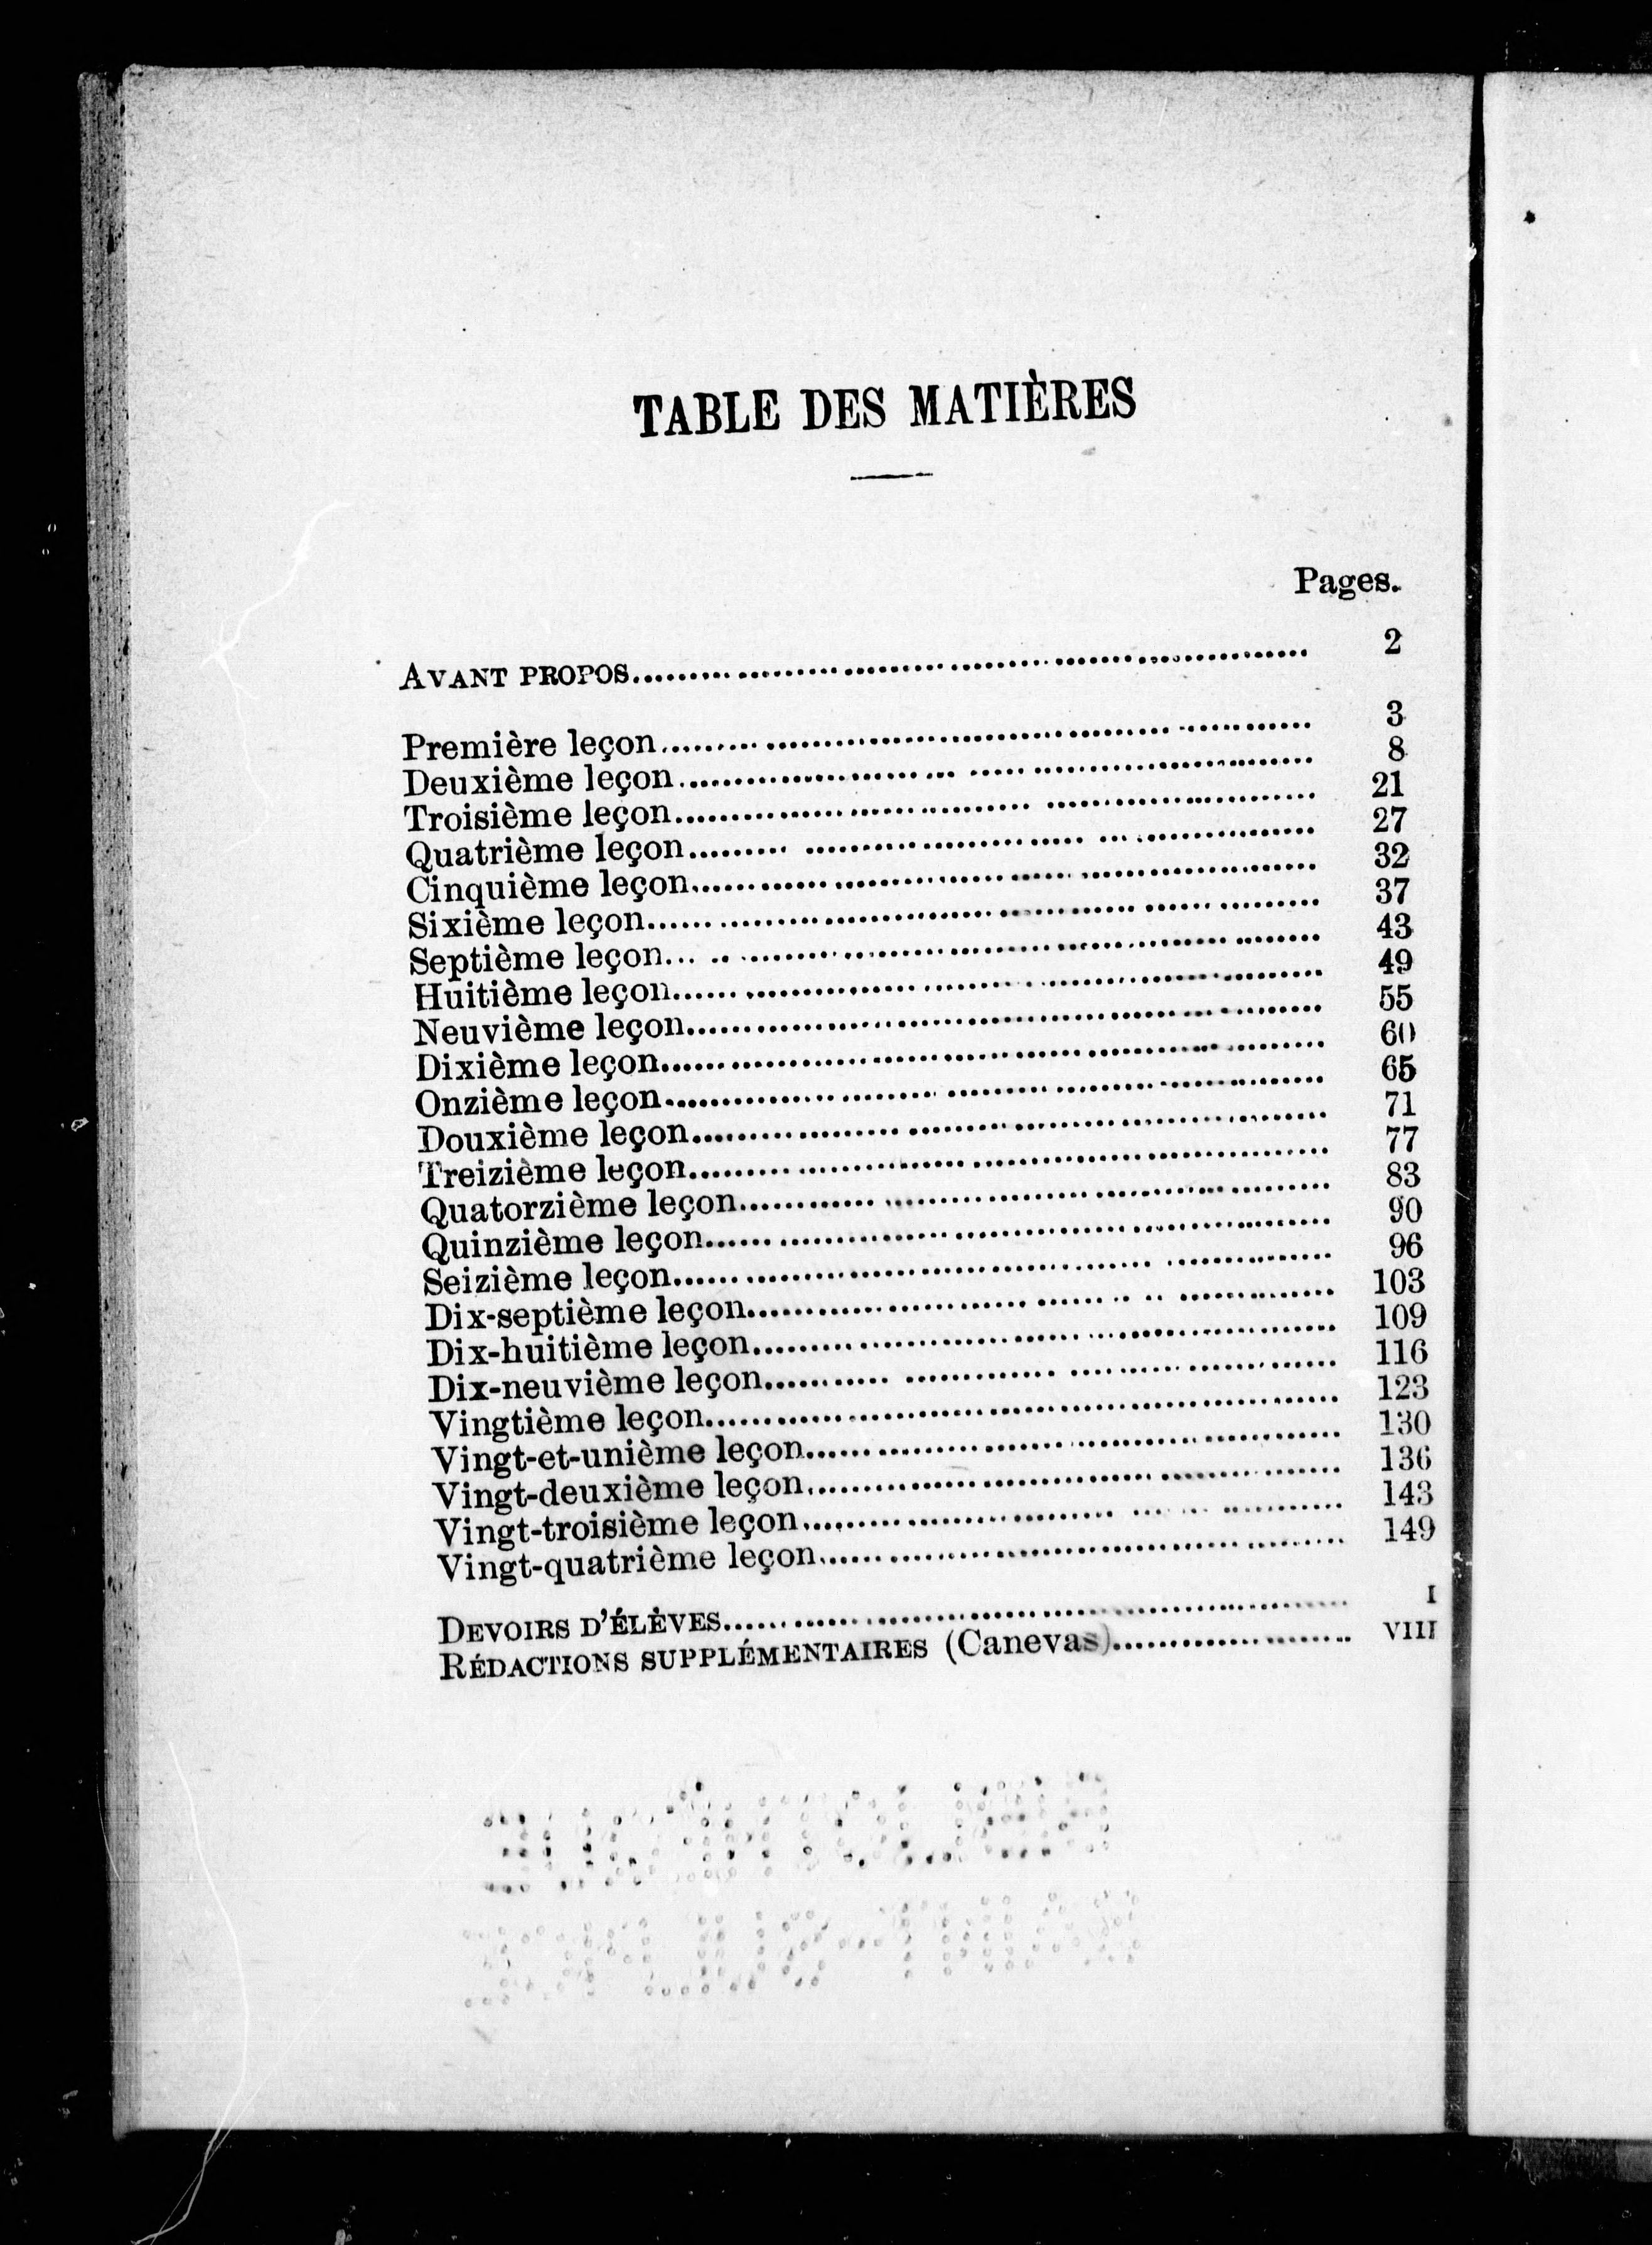 TABLE DES MATIÈRES
Pages.
AVANT PROPOS........................................ 2
Première leçon........................................ 3
Deuxième leçon........................................ 8
Troisième leçon........................................ 21
Quatrième leçon........................................ 27
Cinquième leçon........................................ 32
Sixième leçon........................................ 37
Septième leçon........................................ 43
Huitième leçon........................................ 49
Neuvième leçon........................................ 55
Dixième leçon........................................ 60
Onzième leçon........................................ 65
Douxième leçon........................................ 71
Treizième leçon........................................ 77
Quatorzième leçon........................................ 83
Quinzième leçon........................................ 90
Seizième leçon........................................ 96
Dix-septième leçon........................................ 103
Dix-huitième leçon........................................ 109
Dix-neuvième leçon........................................ 116
Vingtième leçon........................................ 123
Vingt-et-unième leçon........................................ 130
Vingt-deuxième leçon........................................ 136
Vingt-troisième leçon........................................ 143
Vingt-quatrième leçon........................................ 149
DEVOIRS D'ÉLÈVES........................................ I
RÉDACTIONS SUPPLÉMENTAIRES (Canevas).................... VIII